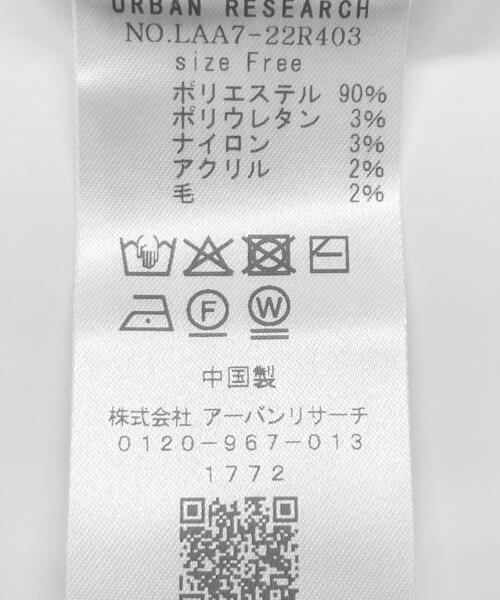 URBAN RESEARCH
NO.LAA7-22R403
size Free
ポリエステル 90%
ポリウレタン 3%
ナイロン 3%
アクリル 2%
毛 2%
F W
中国製
株式会社 アーバンリサーチ
0120-967-013
1772